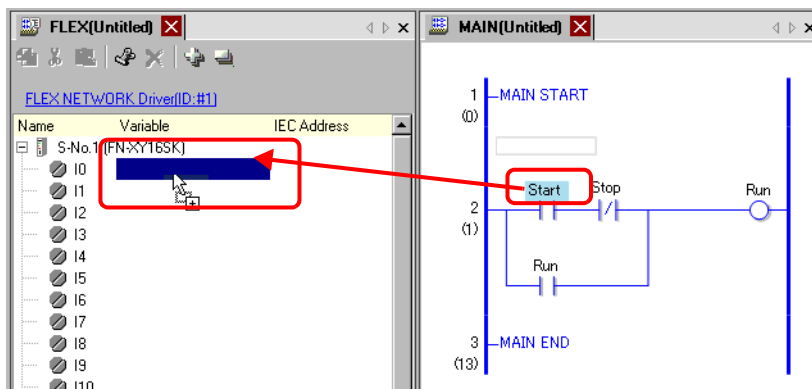 FLEX(Untitled)
FLEX NETWORK Driver(ID:#1)
Name Variable IEC Address
S-No.1 (FN-XY16SK)
I0
I1
I2
I3
I4
I5
I6
I7
I8
I9
I10
MAIN(Untitled)
1 MAIN START
(0)
Start Stop Run
2
(1)
Run
3 MAIN END
(13)